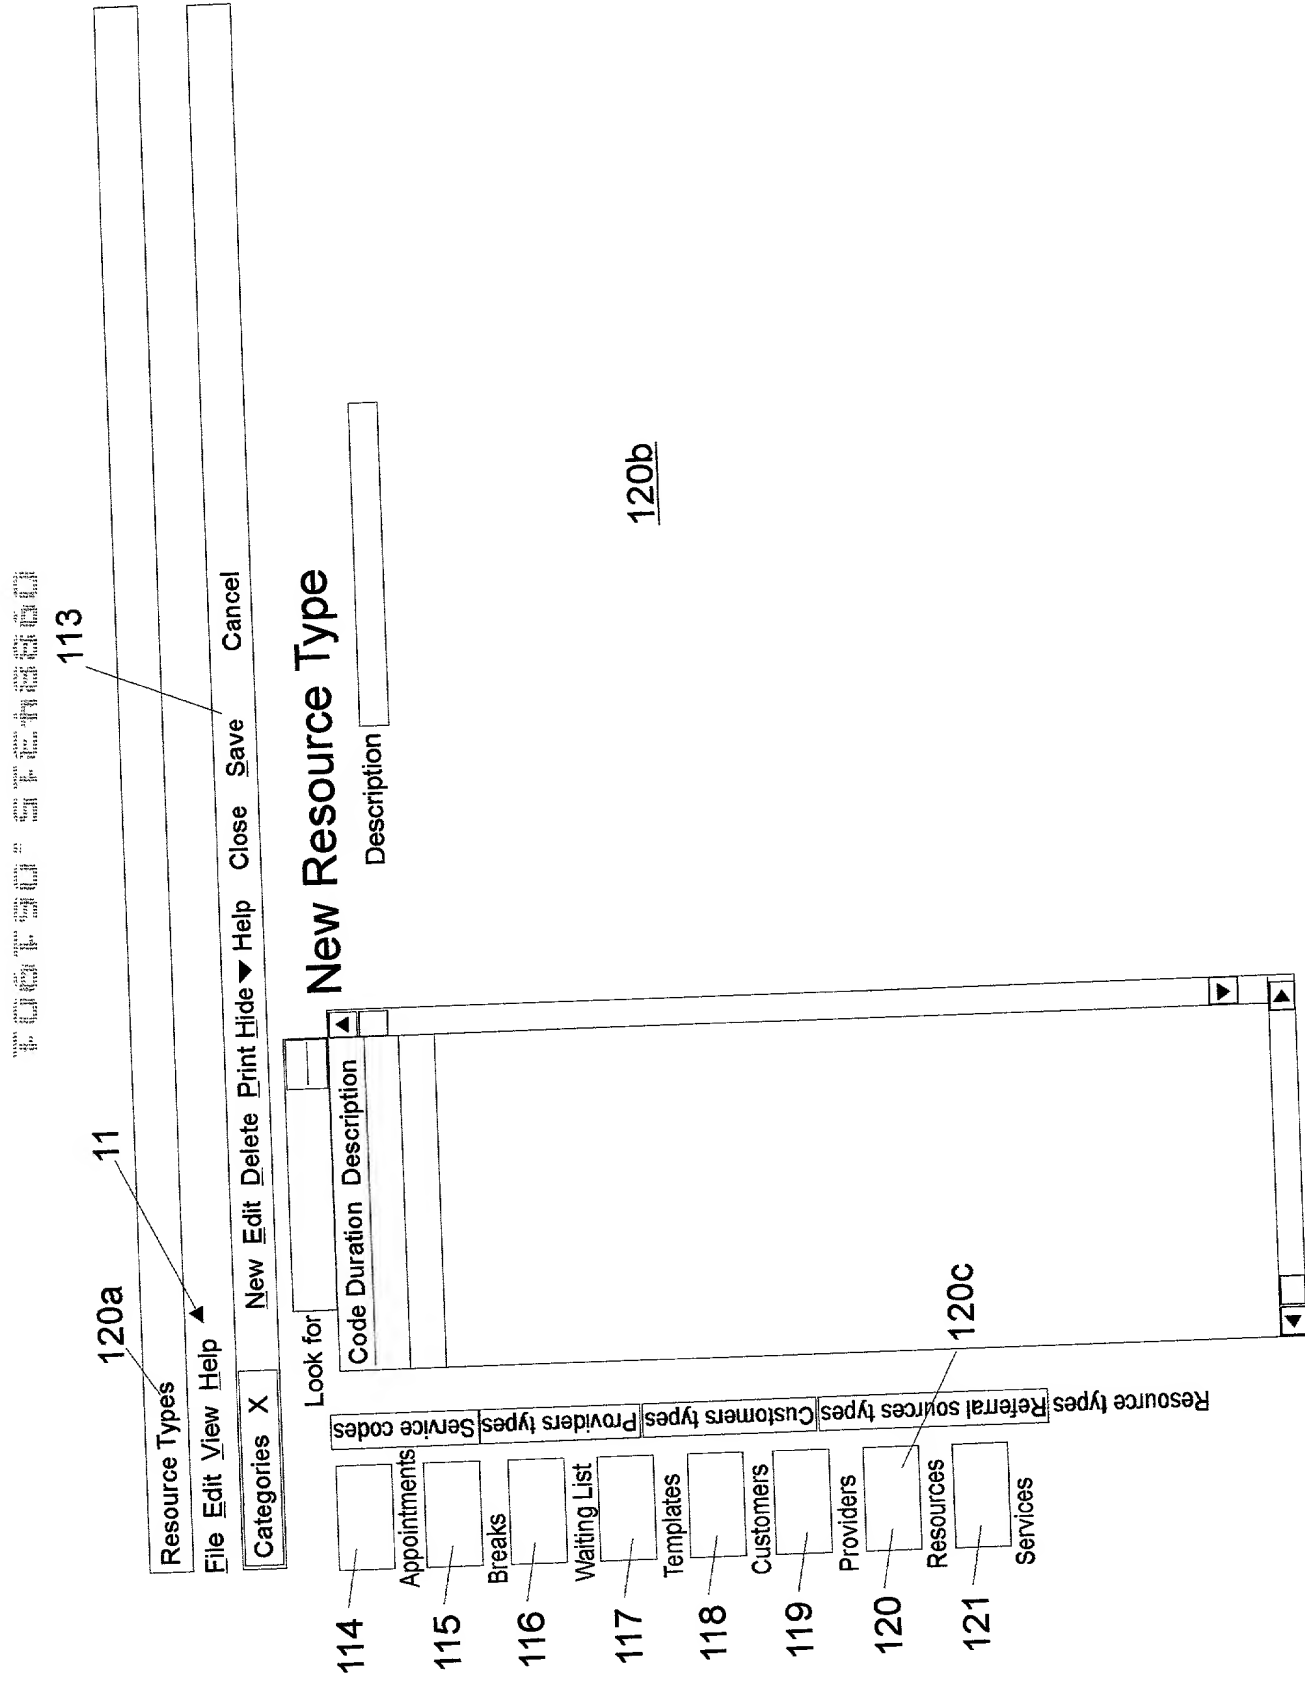 113
11
120a
Resource Types
File Edit View Help
Categories X
New Edit Delete Print Hide Help Close Save Cancel
Look for
New Resource Type
Code Duration Description
Description
120b
Service codes
Providers types
Customers types
Referral sources types
Resource types
114
Appointments
115
Breaks
116
Waiting List
117
Templates
118
Customers
119
Providers
120
Resources
120c
121
Services